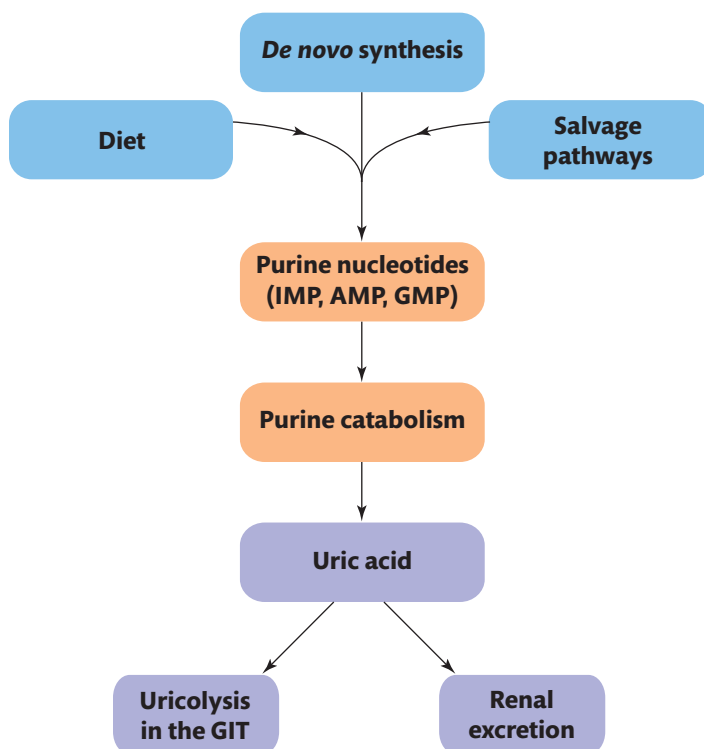 De novo synthesis
Diet
Salvage
pathways
Purine nucleotides
(IMP, AMP, GMP)
Purine catabolism
Uric acid
Uricolysis
in the GIT
Renal
excretion